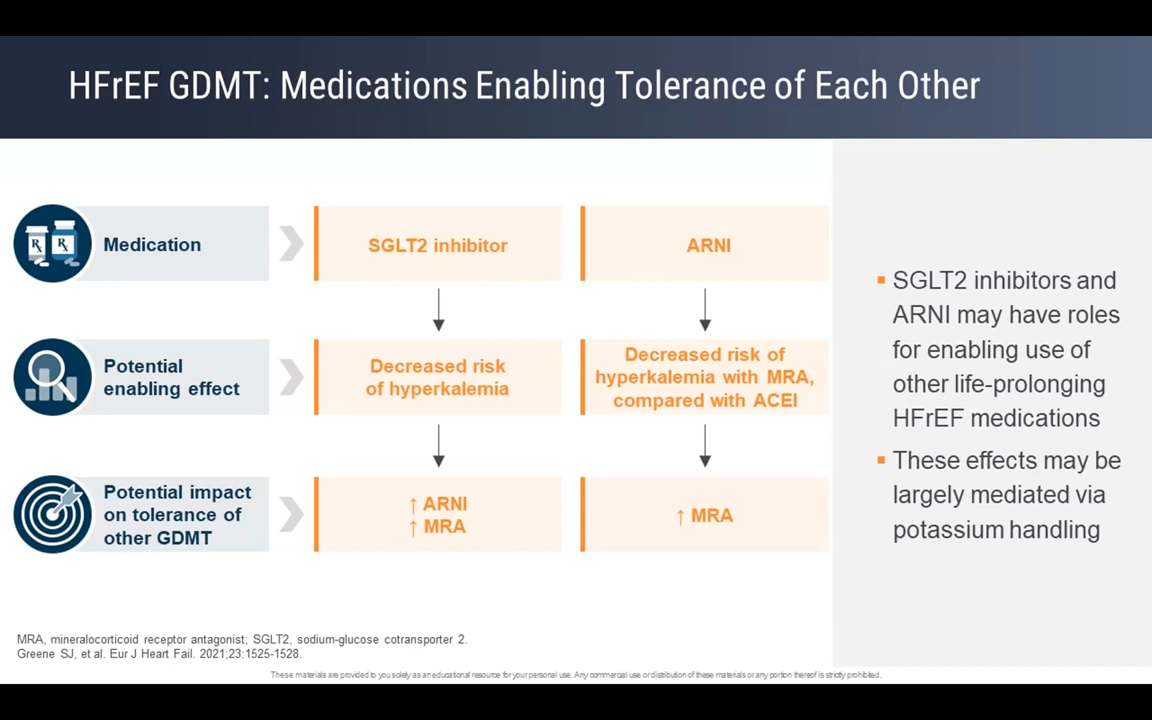 HFrEF GDMT: Medications Enabling Tolerance of Each Other
Medication
SGLT2 inhibitor
ARNI
Potential
enabling effect
Decreased risk
of hyperkalemia
Decreased risk of
hyperkalemia with MRA,
compared with ACEI
Potential impact
on tolerance of
other GDMT
↑ ARNI
↑ MRA
↑ MRA
▪ SGLT2 inhibitors and
ARNI may have roles
for enabling use of
other life-prolonging
HFrEF medications
▪ These effects may be
largely mediated via
potassium handling
MRA, mineralocorticoid receptor antagonist; SGLT2, sodium-glucose cotransporter 2.
Greene SJ, et al. Eur J Heart Fail. 2021;23:1525-1528.
These materials are provided to you solely as an educational resource for your personal use. Any commercial use or distribution of these materials or any portion thereof is strictly prohibited.